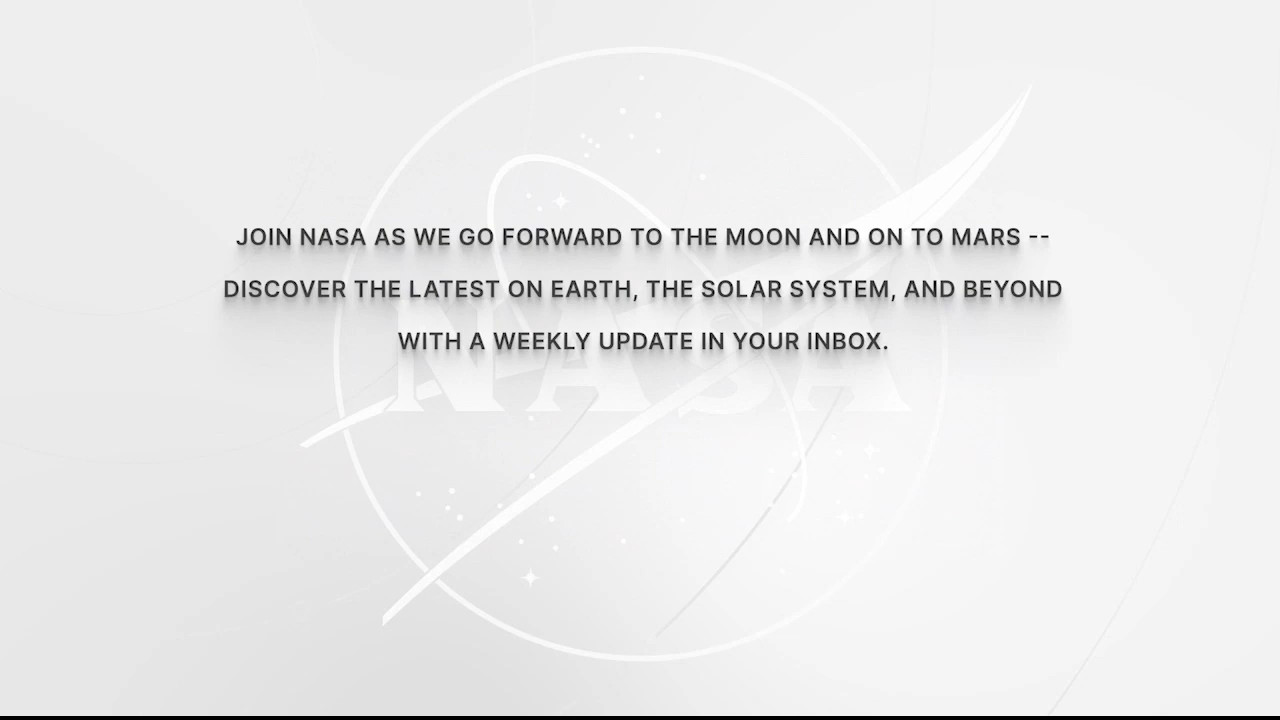 JOIN NASA AS WE GO FORWARD TO THE MOON AND ON TO MARS --
DISCOVER THE LATEST ON EARTH, THE SOLAR SYSTEM, AND BEYOND
WITH A WEEKLY UPDATE IN YOUR INBOX.
NASA